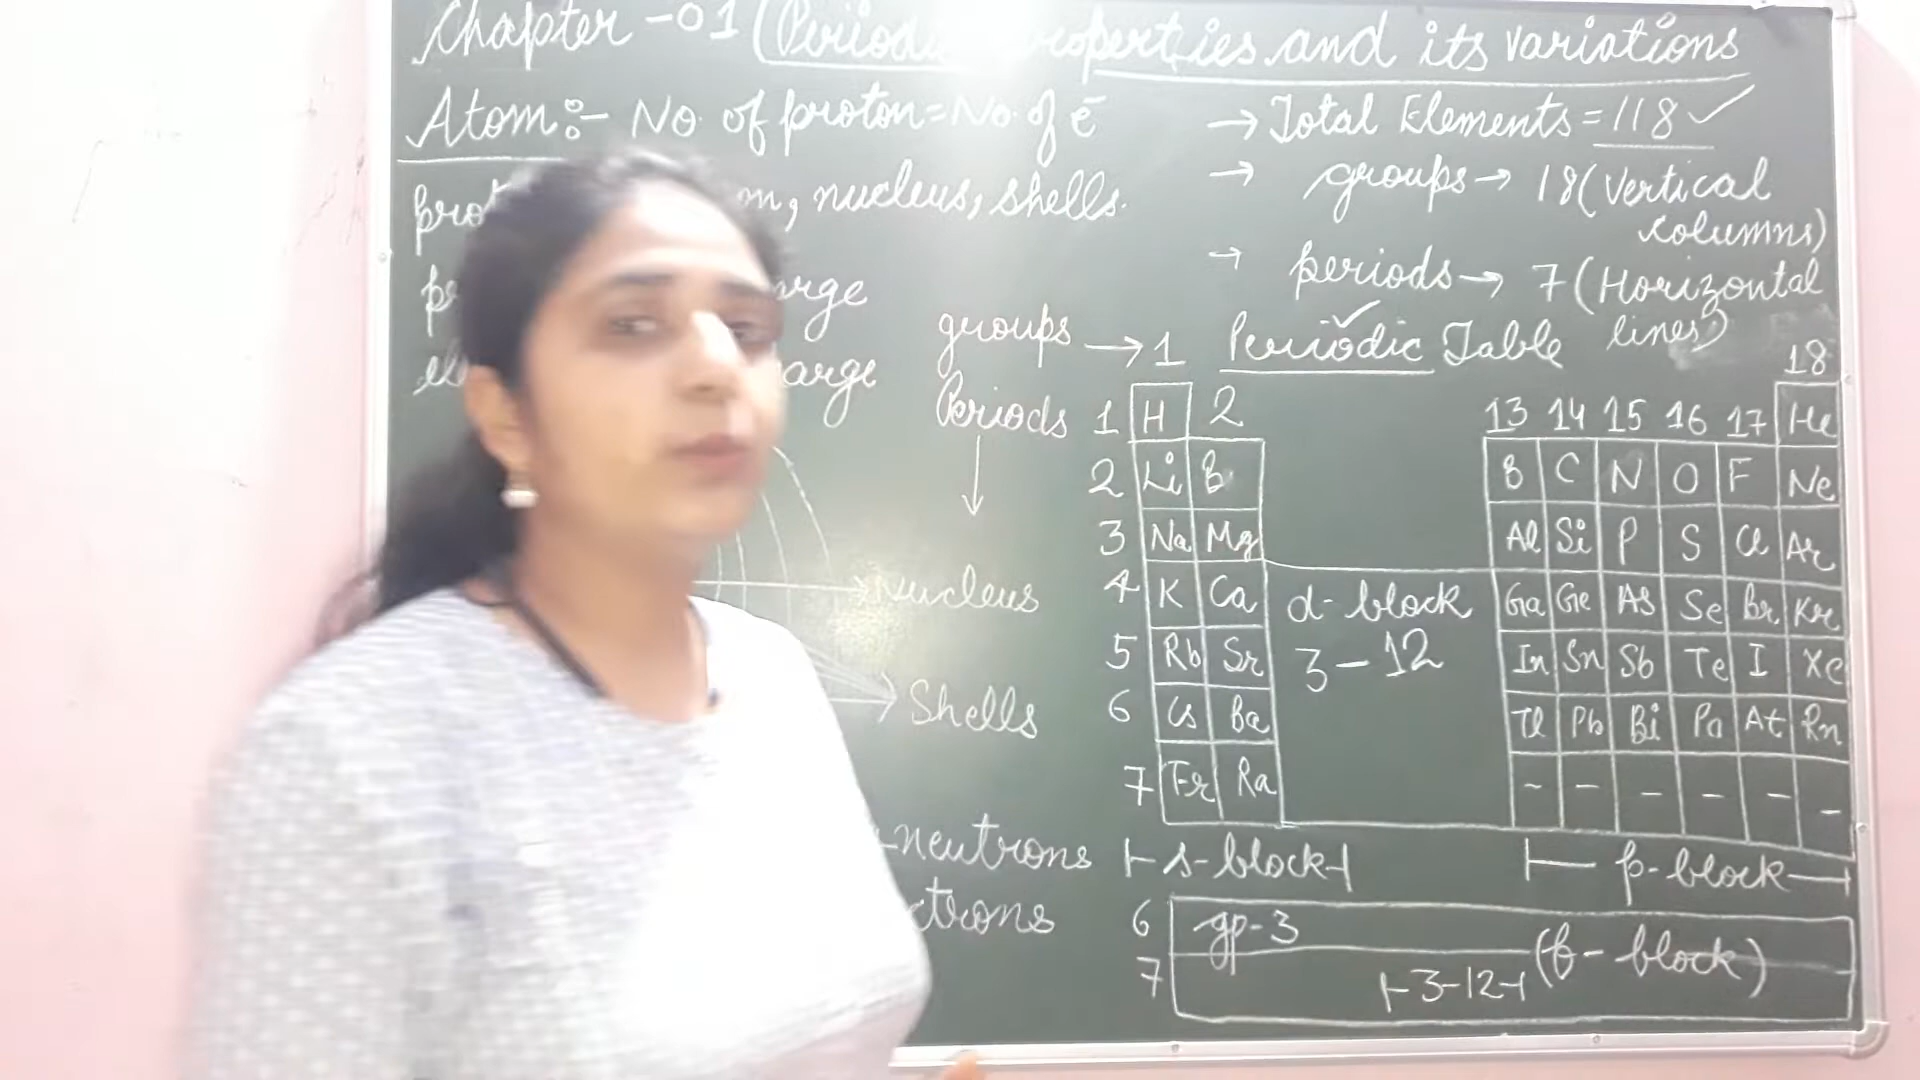 Chapter -01 (Periodic properties and its variations
Atom:- No. of proton = No. of ē
nucleus, shells.
→ Total Elements = 118 ✓
→ groups → 18 (Vertical
columns)
→ periods → 7 (Horizontal
lines)
groups → 1 Periodic Table 18
Periods 1 H 2 13 14 15 16 17 He
2 Li B C N O F Ne
3 Na Mg Al Si P S Cl Ar
4 K Ca d-block Ga Ge As Se Br Kr
5 Rb Sr 3-12 In Sn Sb Te I Xe
6 Cs Ba Tl Pb Bi Po At Rn
7 Fr Ra - - - - - -
Nucleus
Shells
neutrons
⊢ s-block ⊣ ⊢ p-block ⊣
6 gp-3
7 ⊢ 3-12 ⊣ (f-block)